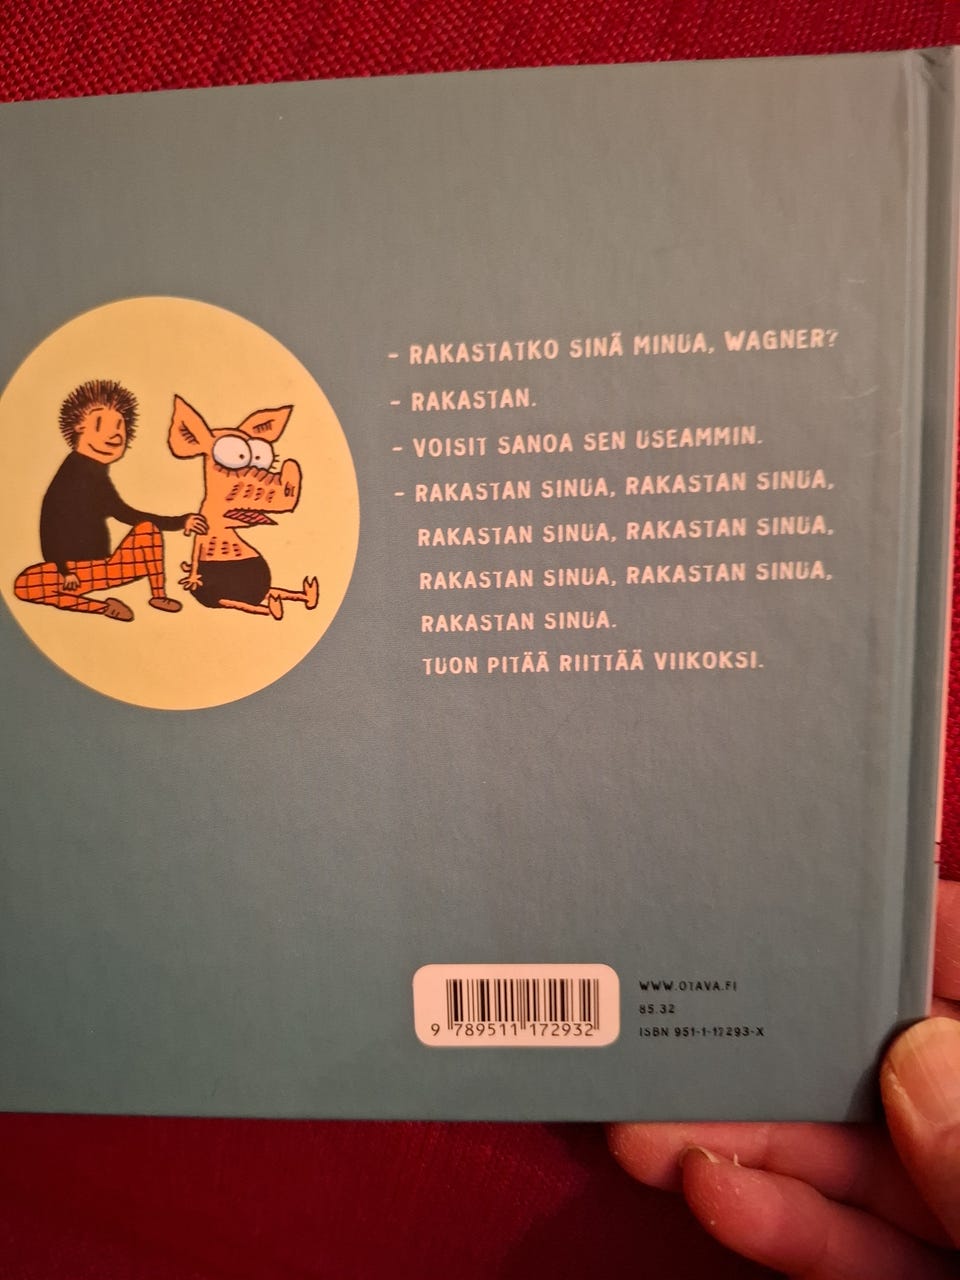 - RAKASTATKO SINÄ MINUA, WAGNER?
- RAKASTAN.
- VOISIT SANOA SEN USEAMMIN.
- RAKASTAN SINUA, RAKASTAN SINUA,
RAKASTAN SINUA, RAKASTAN SINUA,
RAKASTAN SINUA, RAKASTAN SINUA,
RAKASTAN SINUA.
TUON PITÄÄ RIITTÄÄ VIIKOKSI.
9 789511 172932
WWW.OTAVA.FI
85.32
ISBN 951-1-17293-X